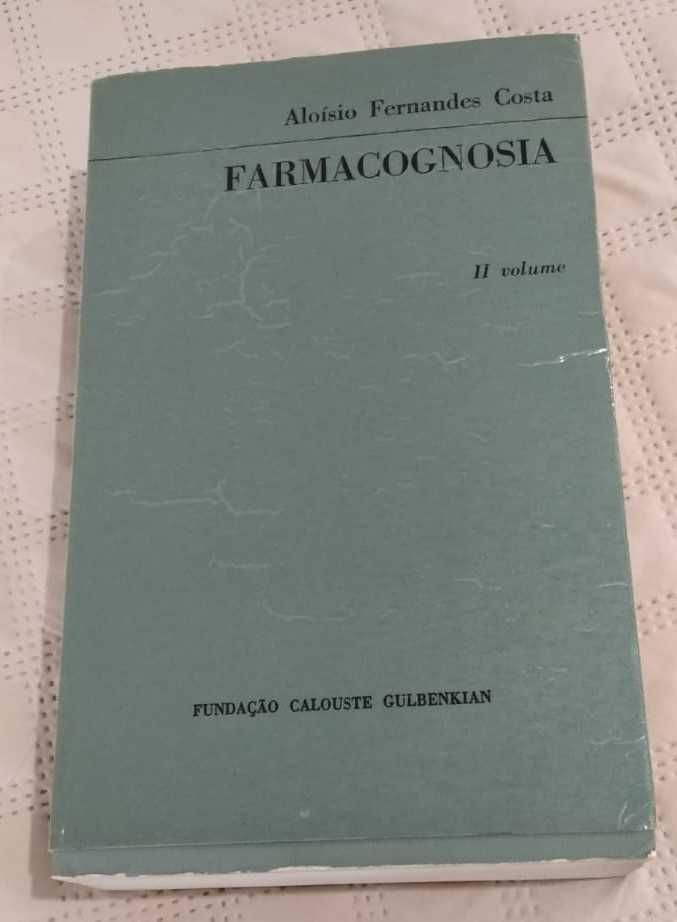 Aloísio Fernandes Costa
FARMACOGNOSIA
II volume
FUNDAÇÃO CALOUSTE GULBENKIAN